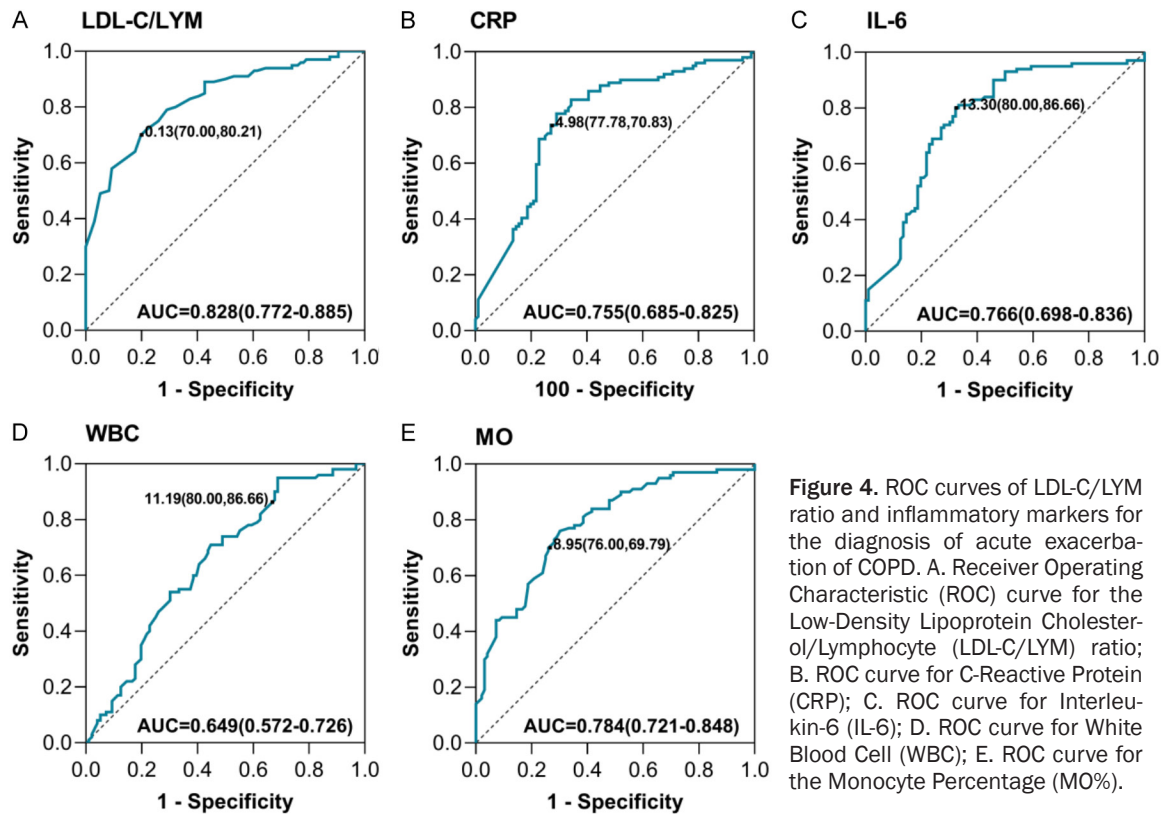 A LDL-C/LYM
1.0
0.8
0.6
0.4
0.2
0.0
Sensitivity
0.13(70.00,80.21)
AUC=0.828(0.772-0.885)
0.0 0.2 0.4 0.6 0.8 1.0
1 - Specificity
B CRP
1.0
0.8
0.6
0.4
0.2
0.0
Sensitivity
4.98(77.78,70.83)
AUC=0.755(0.685-0.825)
0.0 0.2 0.4 0.6 0.8 1.0
100 - Specificity
C IL-6
1.0
0.8
0.6
0.4
0.2
0.0
Sensitivity
13.30(80.00,86.66)
AUC=0.766(0.698-0.836)
0.0 0.2 0.4 0.6 0.8 1.0
1 - Specificity
D WBC
1.0
0.8
0.6
0.4
0.2
0.0
Sensitivity
11.19(80.00,86.66)
AUC=0.649(0.572-0.726)
0.0 0.2 0.4 0.6 0.8 1.0
1 - Specificity
E MO
1.0
0.8
0.6
0.4
0.2
0.0
Sensitivity
8.95(76.00,69.79)
AUC=0.784(0.721-0.848)
0.0 0.2 0.4 0.6 0.8 1.0
1 - Specificity
Figure 4. ROC curves of LDL-C/LYM
ratio and inflammatory markers for
the diagnosis of acute exacerba-
tion of COPD. A. Receiver Operating
Characteristic (ROC) curve for the
Low-Density Lipoprotein Cholester-
ol/Lymphocyte (LDL-C/LYM) ratio;
B. ROC curve for C-Reactive Protein
(CRP); C. ROC curve for Interleu-
kin-6 (IL-6); D. ROC curve for White
Blood Cell (WBC); E. ROC curve for
the Monocyte Percentage (MO%).